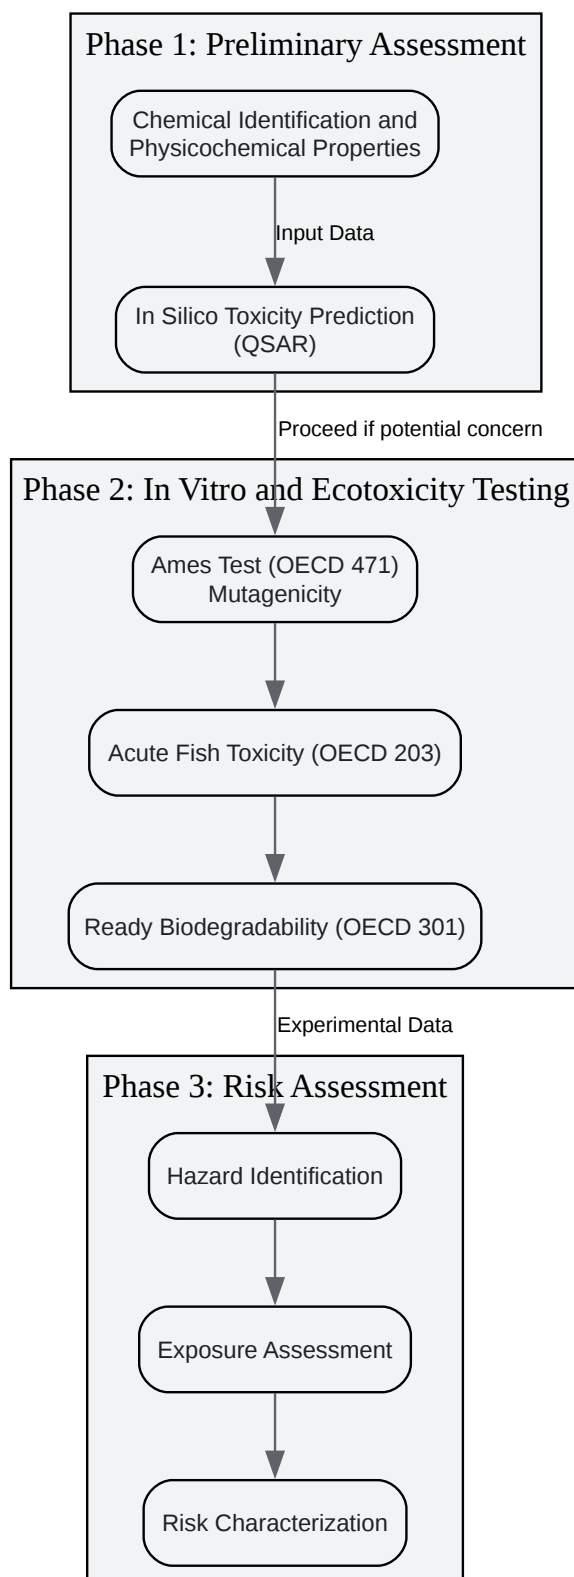 Phase 1: Preliminary Assessment
Chemical Identification and
Physicochemical Properties
Input Data
In Silico Toxicity Prediction
(QSAR)
Proceed if potential concern
Phase 2: In Vitro and Ecotoxicity Testing
Ames Test (OECD 471)
Mutagenicity
Acute Fish Toxicity (OECD 203)
Ready Biodegradability (OECD 301)
Experimental Data
Phase 3: Risk Assessment
Hazard Identification
Exposure Assessment
Risk Characterization